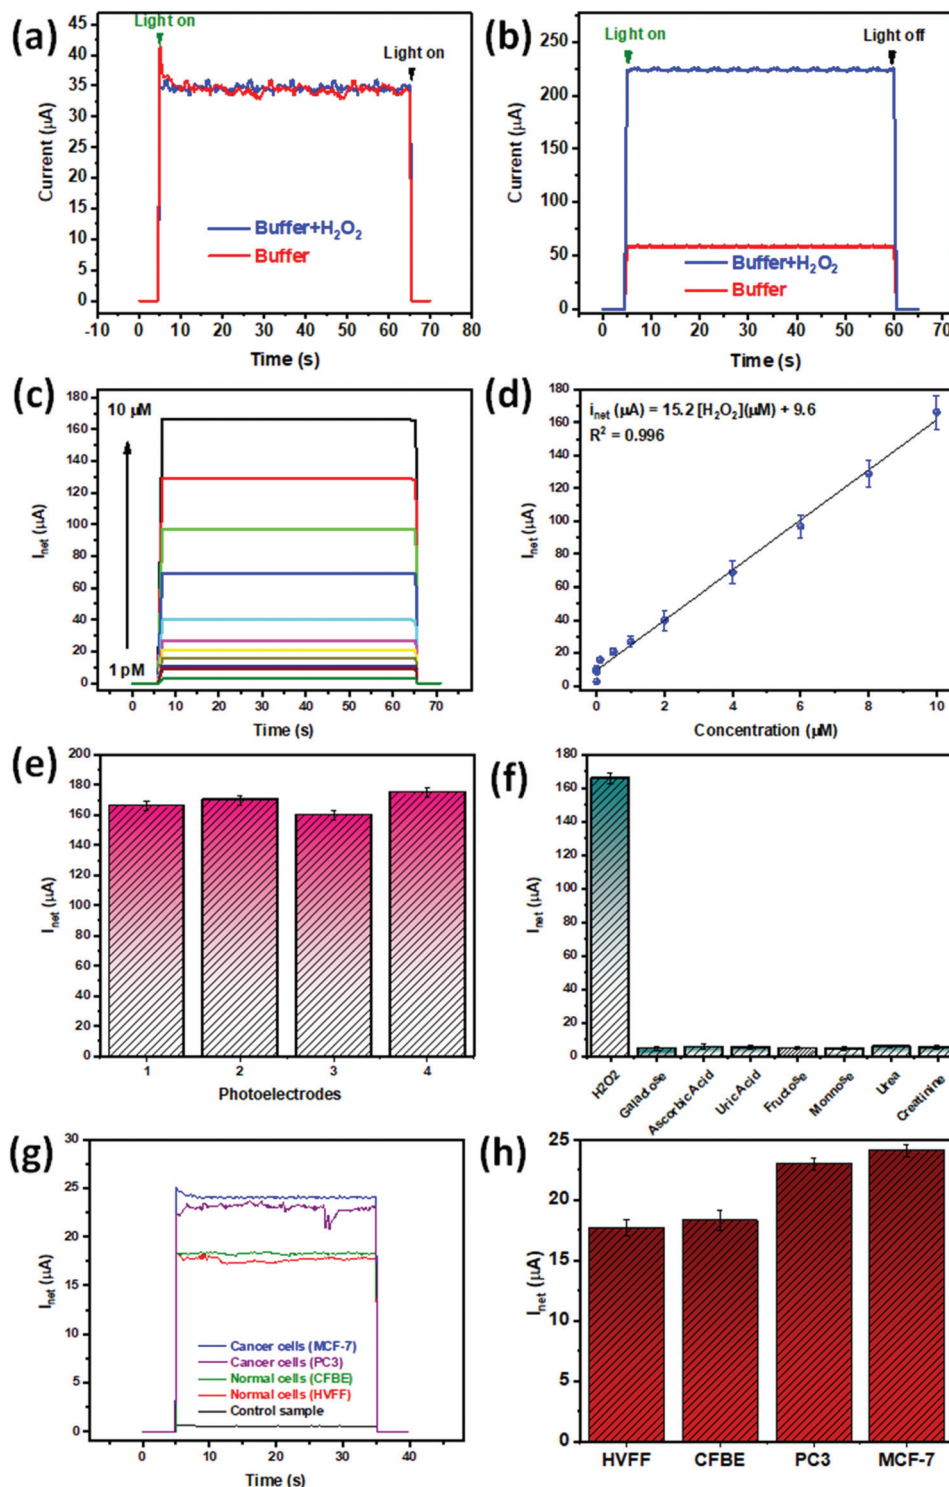 (a)
Light on
Light on
Current (µA)
45
40
35
30
25
20
15
10
5
0
Buffer+H₂O₂
Buffer
-10 0 10 20 30 40 50 60 70 80
Time (s)
(b)
Light on
Light off
Current (µA)
250
225
200
150
100
50
0
Buffer+H₂O₂
Buffer
0 10 20 30 40 50 60 70
Time (s)
(c)
10 µM
1 pM
I_net (µA)
180
160
140
120
100
80
60
40
20
0
0 10 20 30 40 50 60 70
Time (s)
(d)
i_net (µA) = 15.2 [H₂O₂](µM) + 9.6
R² = 0.996
I_net (µA)
180
160
140
120
100
80
60
40
20
0
0 2 4 6 8 10
Concentration (µM)
(e)
I_net (µA)
200
180
160
140
120
100
80
60
40
20
0
1 2 3 4
Photoelectrodes
(f)
I_net (µA)
180
160
140
120
100
80
60
40
20
0
H2O2
Galactose
Ascorbic Acid
Uric Acid
Fructose
Monnose
Urea
Creatinine
(g)
I_net (µA)
30
25
20
15
10
5
0
Cancer cells (MCF-7)
Cancer cells (PC3)
Normal cells (CFBE)
Normal cells (HVFF)
Control sample
0 10 20 30 40
Time (s)
(h)
I_net (µA)
25
20
15
10
5
0
HVFF CFBE PC3 MCF-7